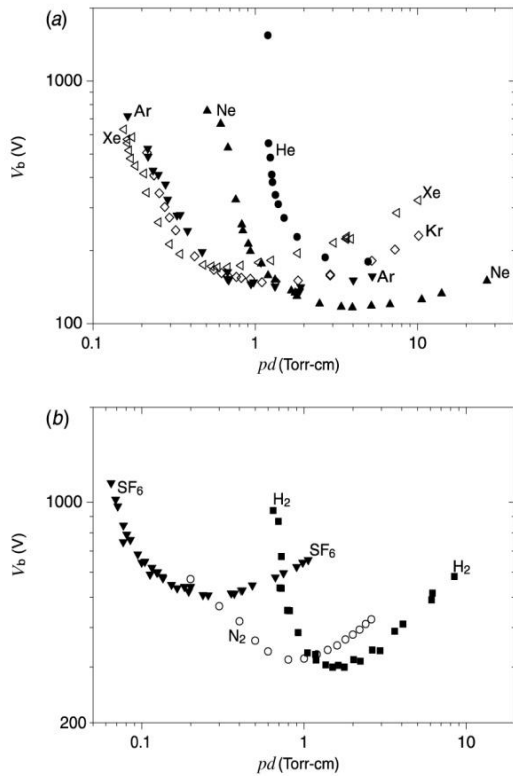 (a)
1000
Ar
Ne
Xe
He
V_b (V)
Xe
Kr
Ar
Ne
100
0.1
1
10
pd (Torr-cm)
(b)
SF₆
1000
H₂
SF₆
H₂
V_b (V)
N₂
200
0.1
1
10
pd (Torr-cm)